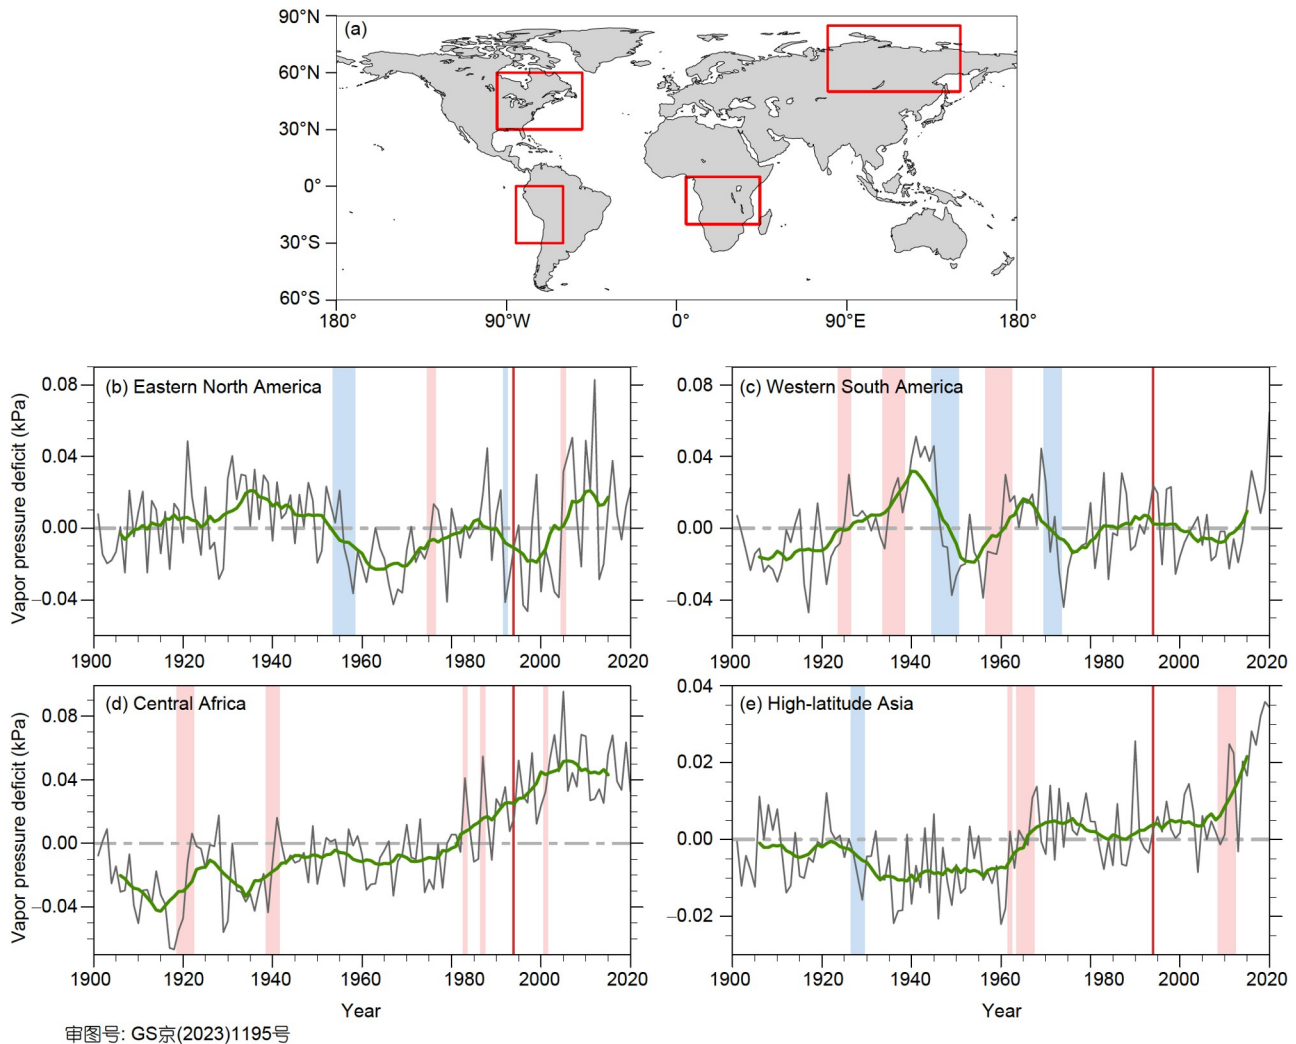 (a)
90°N
60°N
30°N
0°
30°S
60°S
180° 90°W 0° 90°E 180°
(b) Eastern North America
Vapor pressure deficit (kPa)
0.08
0.04
0.00
−0.04
1900 1920 1940 1960 1980 2000 2020
(c) Western South America
0.08
0.04
0.00
−0.04
1900 1920 1940 1960 1980 2000 2020
(d) Central Africa
Vapor pressure deficit (kPa)
0.08
0.04
0.00
−0.04
1900 1920 1940 1960 1980 2000 2020
Year
(e) High-latitude Asia
0.04
0.02
0.00
−0.02
1900 1920 1940 1960 1980 2000 2020
Year
审图号: GS京(2023)1195号